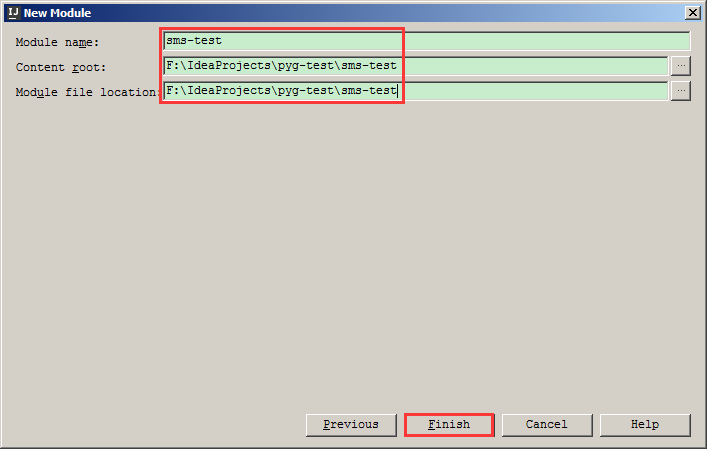 IJ New Module
Module name: sms-test
Content root: F:\IdeaProjects\pyg-test\sms-test ...
Module file location: F:\IdeaProjects\pyg-test\sms-test ...
Previous Finish Cancel Help